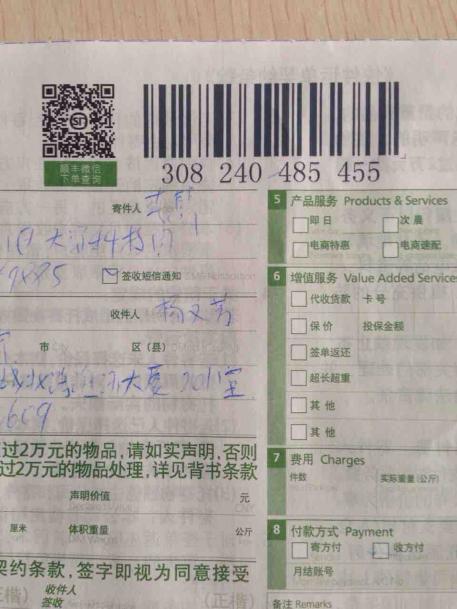 SF
顺丰微信
下单查询
308 240 485 455
寄件人
签收短信通知
收件人 杨文芳
市 区(县)
过2万元的物品,请如实声明,否则
过2万元的物品处理,详见背书条款
声明价值 元
厘米 体积重量 公斤
契约条款,签字即视为同意接受
正楷) 收件人 (正楷
签收
5 产品服务 Products & Services
即日 次晨
电商特惠 电商速配
6 增值服务 Value Added Service
代收货款 卡号
保价 投保金额
签单返还
超长超重
其他
其他
7 费用 Charges
件数 实际重量(公斤)
8 付款方式 Payment
寄方付 收方付
月结账号
备注 Remarks